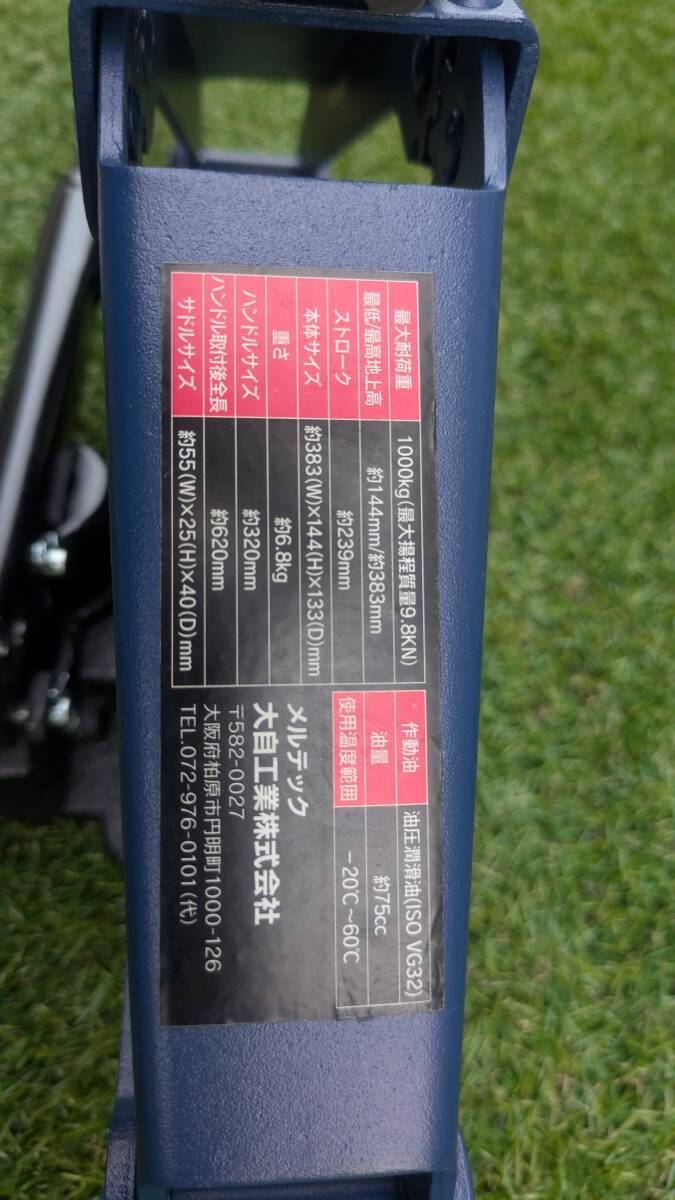 最大耐荷重 1000kg(最大揚程質量9.8KN)
最低/最高地上高 約144mm/約383mm
ストローク 約239mm
本体サイズ 約383(W)×144(H)×133(D)mm
重さ 約6.8kg
ハンドルサイズ 約320mm
ハンドル取付後全長 約620mm
サドルサイズ 約55(W)×25(H)×40(D)mm
作動油 油圧潤滑油(ISO VG32)
油量 約75cc
使用温度範囲 −20℃〜60℃
メルテック
大自工業株式会社
〒582-0027
大阪府柏原市円明町1000-126
TEL.072-976-0101(代)